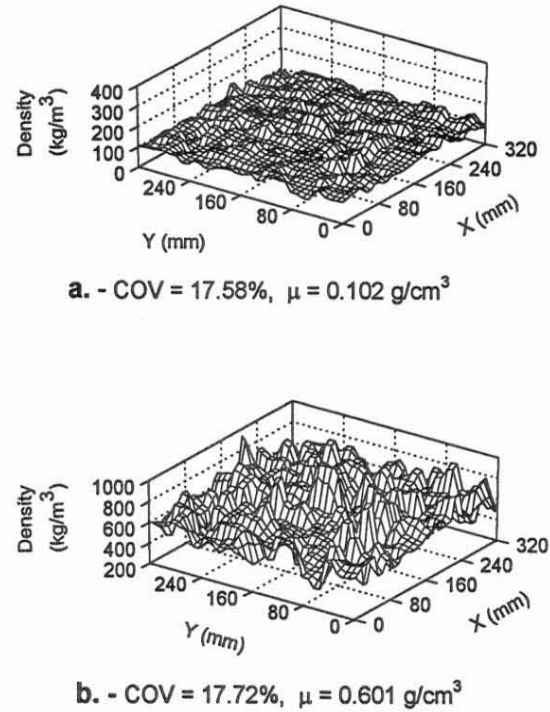 Density
(kg/m³)
400
300
200
100
0
240
160
80
0
Y (mm)
0
80
160
240
320
X (mm)
a. - COV = 17.58%, μ = 0.102 g/cm³
Density
(kg/m³)
1000
800
600
400
200
240
160
80
0
Y (mm)
0
80
160
240
320
X (mm)
b. - COV = 17.72%, μ = 0.601 g/cm³